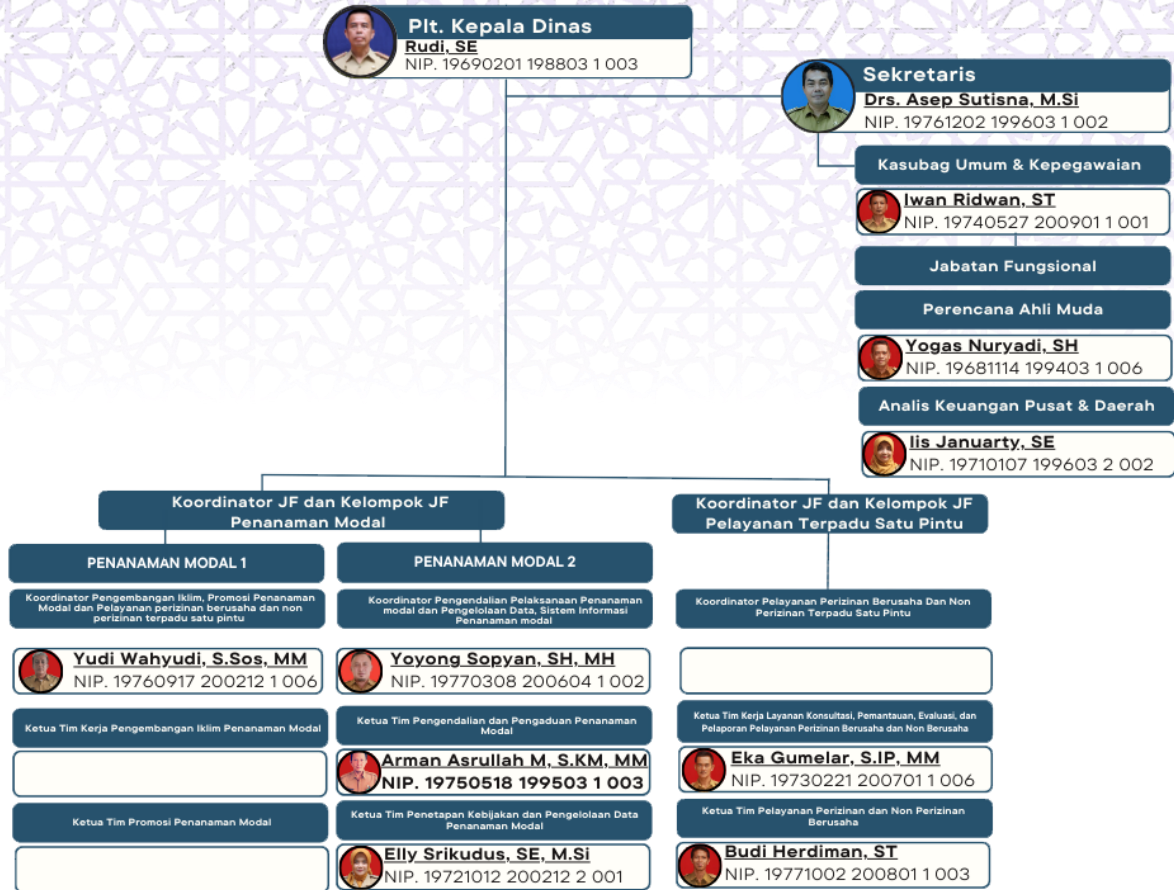 Plt. Kepala Dinas
Rudi, SE
NIP. 19690201 198803 1 003
Sekretaris
Drs. Asep Sutisna, M.Si
NIP. 19761202 199603 1 002
Kasubag Umum & Kepegawaian
Iwan Ridwan, ST
NIP. 19740527 200901 1 001
Jabatan Fungsional
Perencana Ahli Muda
Yogas Nuryadi, SH
NIP. 19681114 199403 1 006
Analis Keuangan Pusat & Daerah
Iis Januarty, SE
NIP. 19710107 199603 2 002
Koordinator JF dan Kelompok JF
Penanaman Modal
PENANAMAN MODAL 1
Koordinator Pengembangan Iklim, Promosi Penanaman
Modal dan Pelayanan perizinan berusaha dan non
perizinan terpadu satu pintu
Yudi Wahyudi, S.Sos, MM
NIP. 19760917 200212 1 006
Ketua Tim Kerja Pengembangan Iklim Penanaman Modal
Ketua Tim Promosi Penanaman Modal
PENANAMAN MODAL 2
Koordinator Pengendalian Pelaksanaan Penanaman
modal dan Pengelolaan Data, Sistem Informasi
Penanaman modal
Yoyong Sopyan, SH, MH
NIP. 19770308 200604 1 002
Ketua Tim Pengendalian dan Pengaduan Penanaman
Modal
Arman Asrullah M, S.KM, MM
NIP. 19750518 199503 1 003
Ketua Tim Penetapan Kebijakan dan Pengelolaan Data
Penanaman Modal
Elly Srikudus, SE, M.Si
NIP. 19721012 200212 2 001
Koordinator JF dan Kelompok JF
Pelayanan Terpadu Satu Pintu
Koordinator Pelayanan Perizinan Berusaha Dan Non
Perizinan Terpadu Satu Pintu
Ketua Tim Kerja Layanan Konsultasi, Pemantauan, Evaluasi, dan
Pelaporan Pelayanan Perizinan Berusaha dan Non Berusaha
Eka Gumelar, S.IP, MM
NIP. 19730221 200701 1 006
Ketua Tim Pelayanan Perizinan dan Non Perizinan
Berusaha
Budi Herdiman, ST
NIP. 19771002 200801 1 003